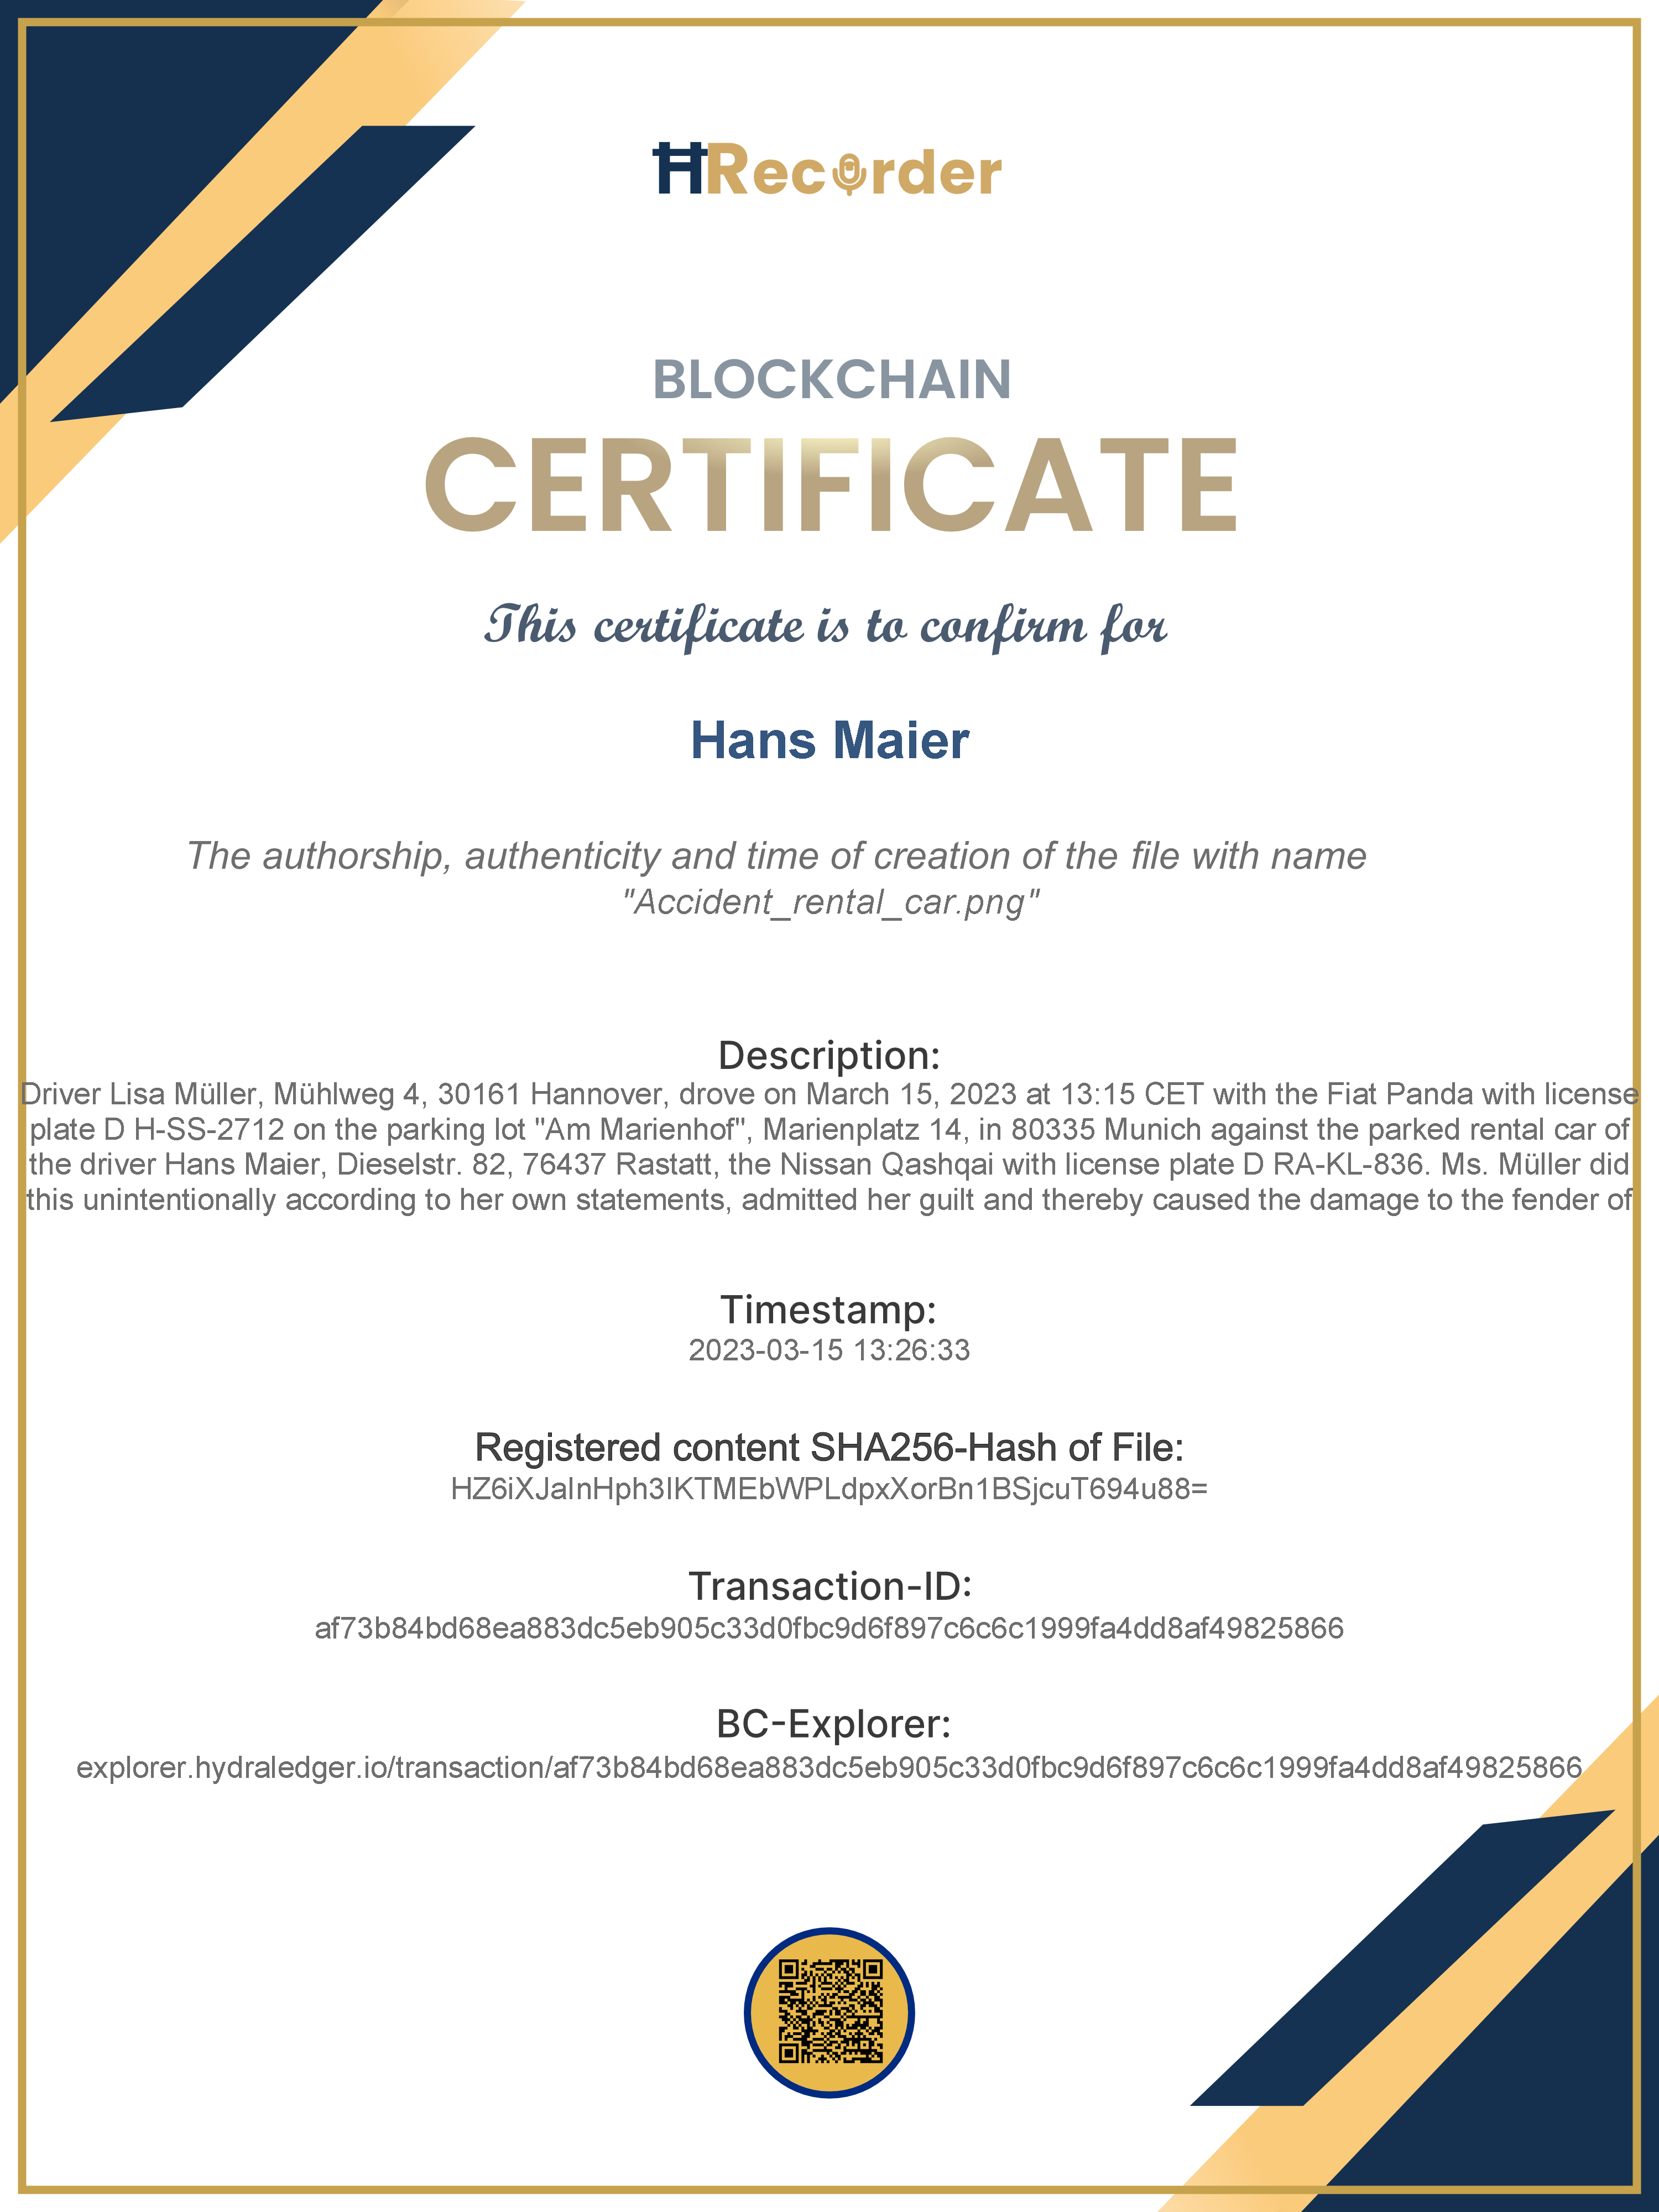 HRecorder
BLOCKCHAIN
CERTIFICATE
This certificate is to confirm for
Hans Maier
The authorship, authenticity and time of creation of the file with name
"Accident_rental_car.png"
Description:
Driver Lisa Müller, Mühlweg 4, 30161 Hannover, drove on March 15, 2023 at 13:15 CET with the Fiat Panda with license
plate D H-SS-2712 on the parking lot "Am Marienhof", Marienplatz 14, in 80335 Munich against the parked rental car of
the driver Hans Maier, Dieselstr. 82, 76437 Rastatt, the Nissan Qashqai with license plate D RA-KL-836. Ms. Müller did
this unintentionally according to her own statements, admitted her guilt and thereby caused the damage to the fender of
Timestamp:
2023-03-15 13:26:33
Registered content SHA256-Hash of File:
HZ6iXJaInHph3IKTMEbWPLdpxXorBn1BSjcuT694u88=
Transaction-ID:
af73b84bd68ea883dc5eb905c33d0fbc9d6f897c6c6c1999fa4dd8af49825866
BC-Explorer:
explorer.hydraledger.io/transaction/af73b84bd68ea883dc5eb905c33d0fbc9d6f897c6c6c1999fa4dd8af49825866